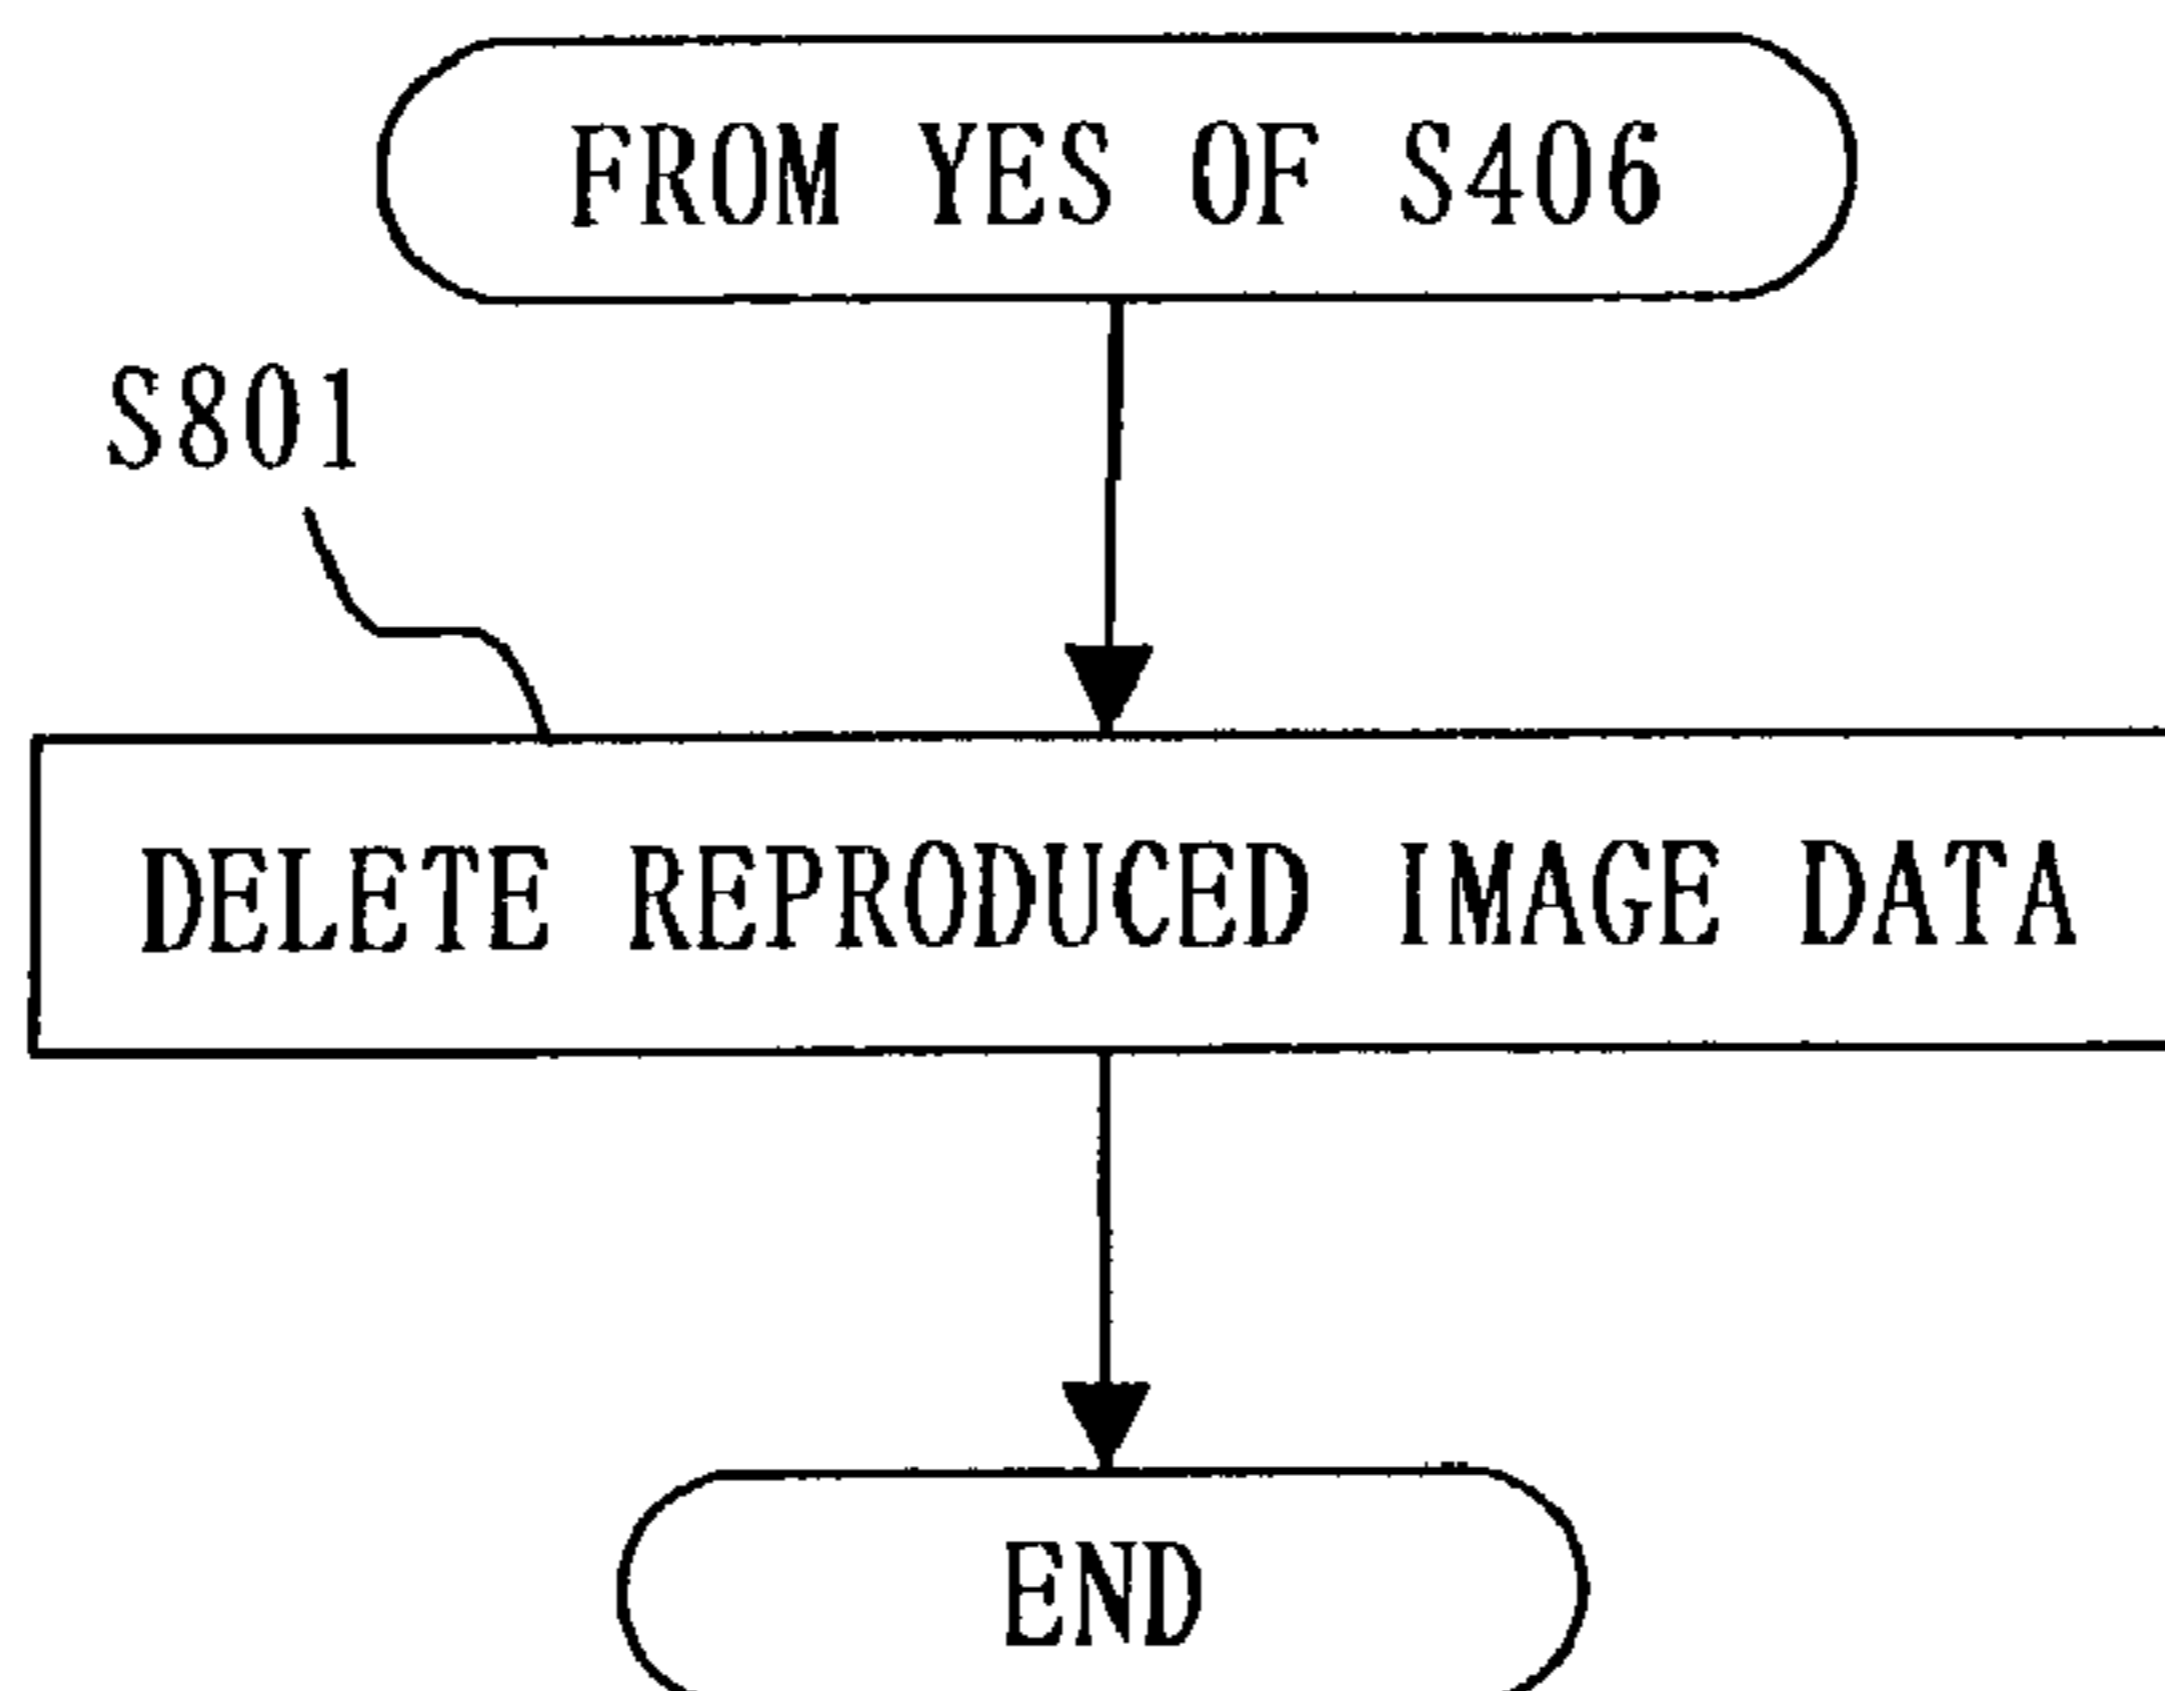 FROM YES OF S406
S801
DELETE REPRODUCED IMAGE DATA
END